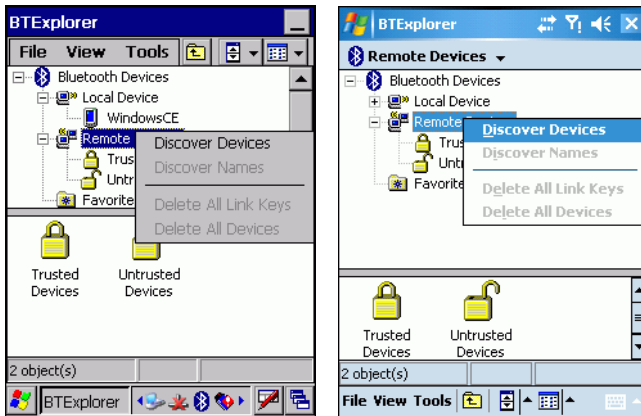 BTExplorer
File View Tools
Bluetooth Devices
Local Device
WindowsCE
Remote
Trus
Untr
Favorite
Discover Devices
Discover Names
Delete All Link Keys
Delete All Devices
Trusted
Devices
Untrusted
Devices
2 object(s)
BTExplorer
BTExplorer
Remote Devices
Bluetooth Devices
Local Device
Remote
Trus
Unti
Favorite
Discover Devices
Discover Names
Delete All Link Keys
Delete All Devices
Trusted
Devices
Untrusted
Devices
2 object(s)
File View Tools